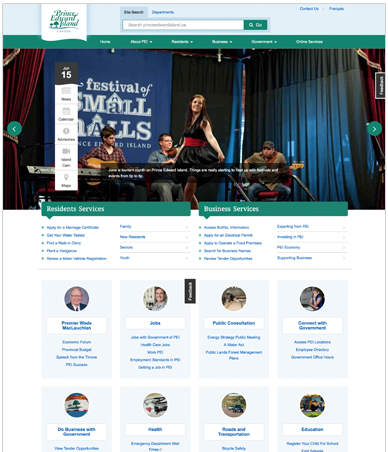 Prince
Edward
Island
CANADA
Site Search
Departments
Contact Us
Français
Search princeedwardisland.ca
Go
Home
About PEI
Residents
Business
Government
Online Services
Jun
15
News
Calendar
Advisories
Island
Cam
Maps
Feedback
festival of
SMALL
HALLS
PRINCE EDWARD ISLAND
June is tourism month on Prince Edward Island. Things are really starting to heat up with festivals and
events from tip to tip.
Residents Services
Apply for a Marriage Certificate
Get Your Water Tested
Find a Walk in Clinic
Plant a Hedgerow
Renew a Motor Vehicle Registration
Family
New Residents
Seniors
Youth
Business Services
Access BizPaL Information
Apply for an Electrical Permit
Apply to Operate a Food Premises
Search for Business Names
Review Tender Opportunities
Exporting from PEI
Investing in PEI
PEI Economy
Supporting Business
Feedback
Premier Wade
MacLauchlan
Economic Forum
Provincial Budget
Speech from the Throne
PEI Success
Jobs
Jobs with Government of PEI
Health Care Jobs
Work PEI
Employment Standards in PEI
Getting a Job in PEI
Public Consultation
Energy Strategy Public Meeting
A Water Act
Public Lands Forest Management
Plans
Connect with
Government
Access PEI Locations
Employee Directory
Government Office Hours
Do Business with
Government
View Tender Opportunities
Health
Emergency Department Wait
Times /
Roads and
Transportation
Bicycle Safety
Education
Register Your Child For School